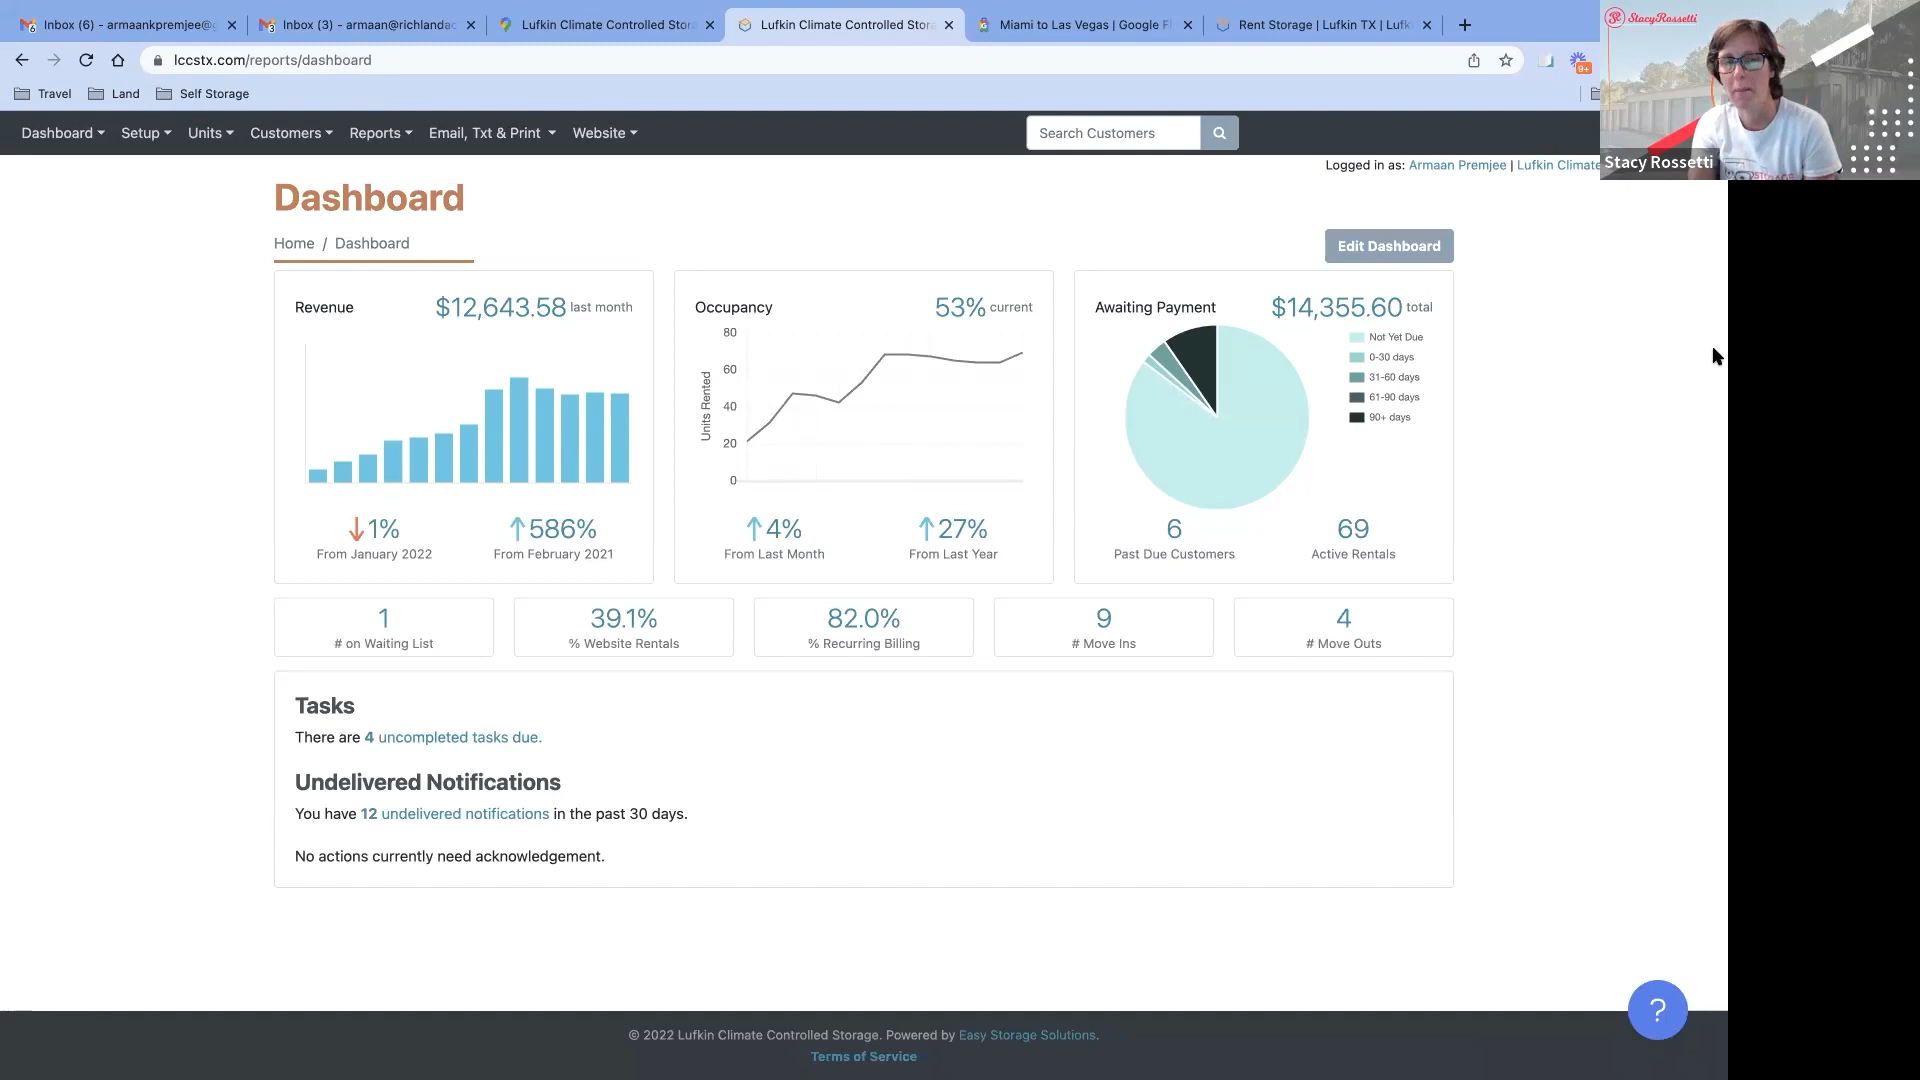 Inbox (6) - armaankpremjee@g
Inbox (3) - armaan@richlandac
Lufkin Climate Controlled Stora
Lufkin Climate Controlled Stora
Miami to Las Vegas | Google Fl
Rent Storage | Lufkin TX | Lufk
lccstx.com/reports/dashboard
9+
Travel
Land
Self Storage
StacyRossetti
Stacy Rossetti
Dashboard
Setup
Units
Customers
Reports
Email, Txt & Print
Website
Search Customers
Logged in as: Armaan Premjee | Lufkin Climate
Dashboard
Home / Dashboard
Edit Dashboard
Revenue
$12,643.58 last month
1%
From January 2022
586%
From February 2021
Occupancy
53% current
Units Rented
80
60
40
20
0
4%
From Last Month
27%
From Last Year
Awaiting Payment
$14,355.60 total
Not Yet Due
0-30 days
31-60 days
61-90 days
90+ days
6
Past Due Customers
69
Active Rentals
1
# on Waiting List
39.1%
% Website Rentals
82.0%
% Recurring Billing
9
# Move Ins
4
# Move Outs
Tasks
There are 4 uncompleted tasks due.
Undelivered Notifications
You have 12 undelivered notifications in the past 30 days.
No actions currently need acknowledgement.
?
© 2022 Lufkin Climate Controlled Storage. Powered by Easy Storage Solutions.
Terms of Service